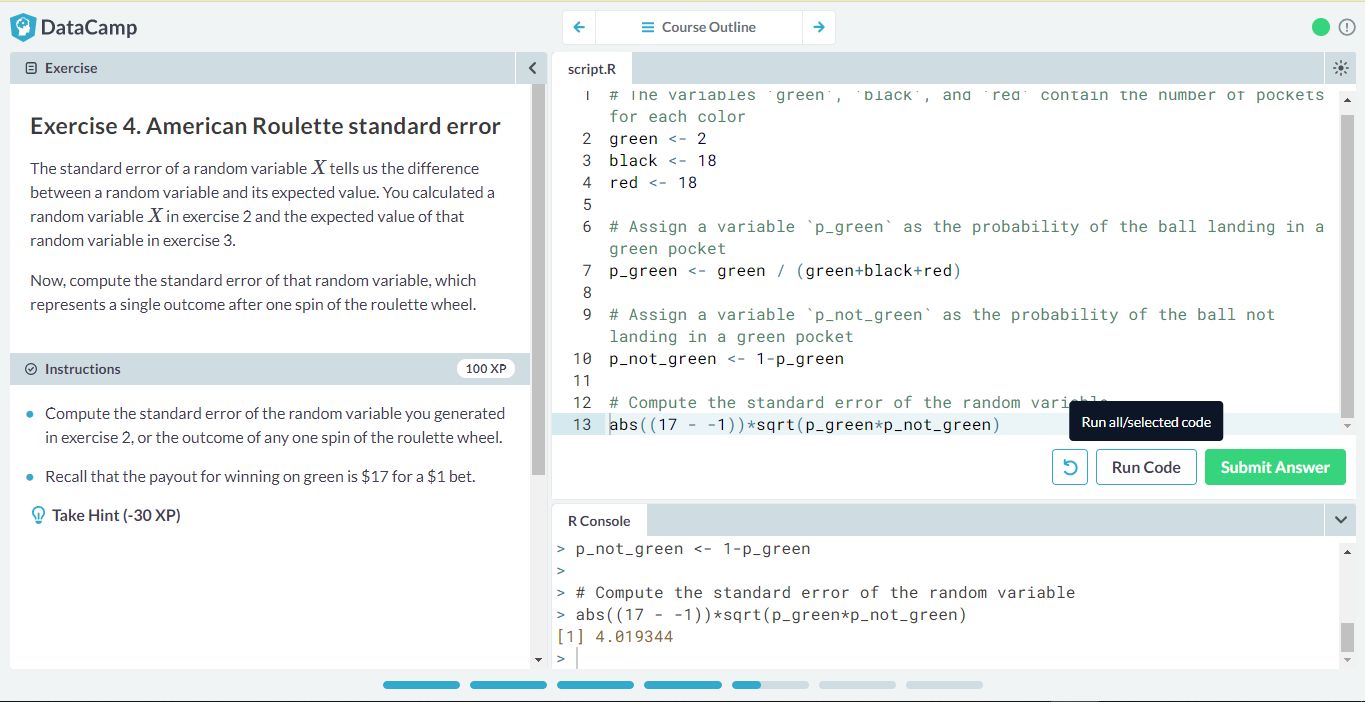 DataCamp
Course Outline
Exercise
Exercise 4. American Roulette standard error
The standard error of a random variable X tells us the difference
between a random variable and its expected value. You calculated a
random variable X in exercise 2 and the expected value of that
random variable in exercise 3.
Now, compute the standard error of that random variable, which
represents a single outcome after one spin of the roulette wheel.
Instructions
100 XP
Compute the standard error of the random variable you generated
in exercise 2, or the outcome of any one spin of the roulette wheel.
Recall that the payout for winning on green is $17 for a $1 bet.
Take Hint (-30 XP)
script.R
1 # The variables `green`, `black`, and `red` contain the number of pockets
for each color
2 green <- 2
3 black <- 18
4 red <- 18
5
6 # Assign a variable `p_green` as the probability of the ball landing in a
green pocket
7 p_green <- green / (green+black+red)
8
9 # Assign a variable `p_not_green` as the probability of the ball not
landing in a green pocket
10 p_not_green <- 1-p_green
11
12 # Compute the standard error of the random variable
13 abs((17 - -1))*sqrt(p_green*p_not_green)
Run all/selected code
Run Code
Submit Answer
R Console
> p_not_green <- 1-p_green
>
> # Compute the standard error of the random variable
> abs((17 - -1))*sqrt(p_green*p_not_green)
[1] 4.019344
>